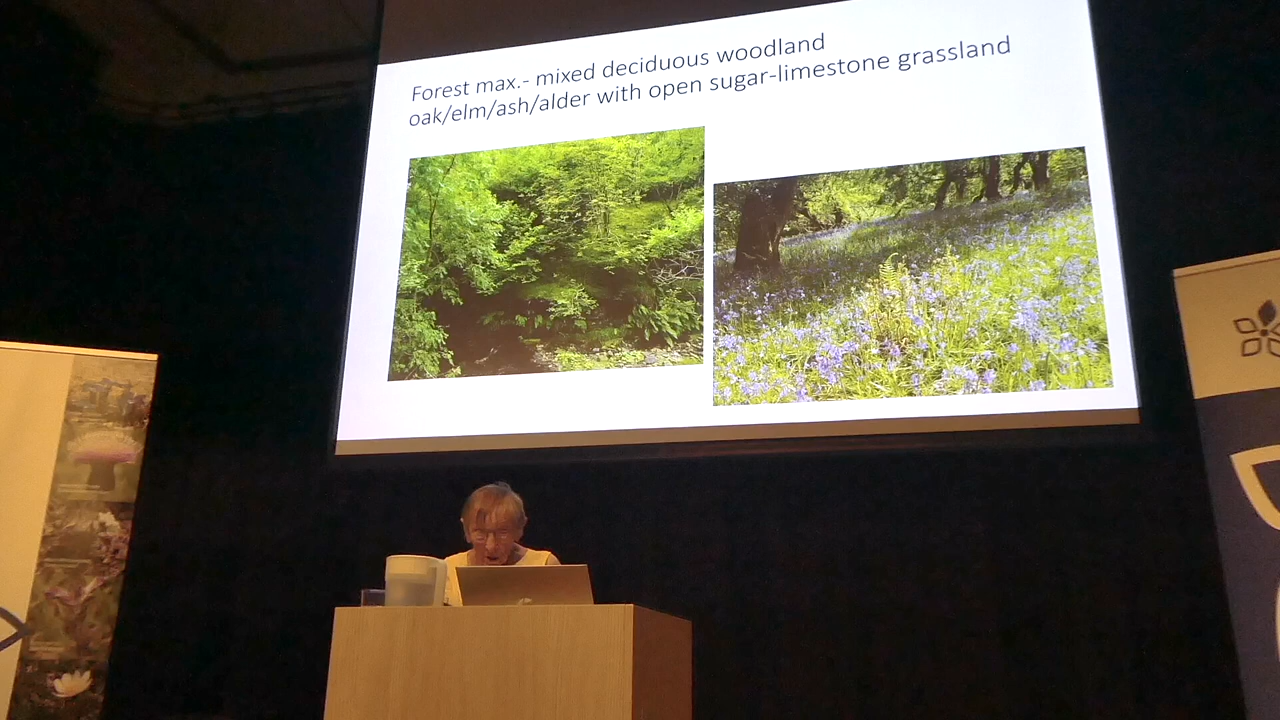 Forest max.- mixed deciduous woodland
oak/elm/ash/alder with open sugar-limestone grassland